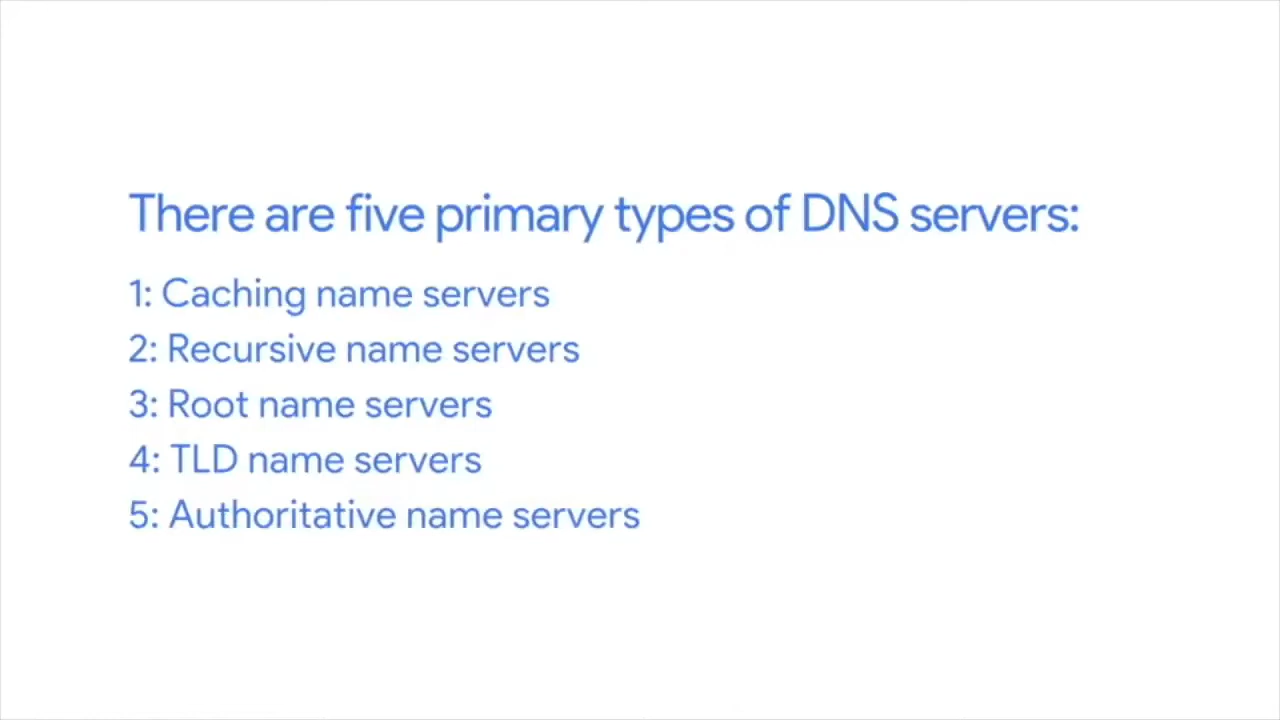 There are five primary types of DNS servers:
1: Caching name servers
2: Recursive name servers
3: Root name servers
4: TLD name servers
5: Authoritative name servers